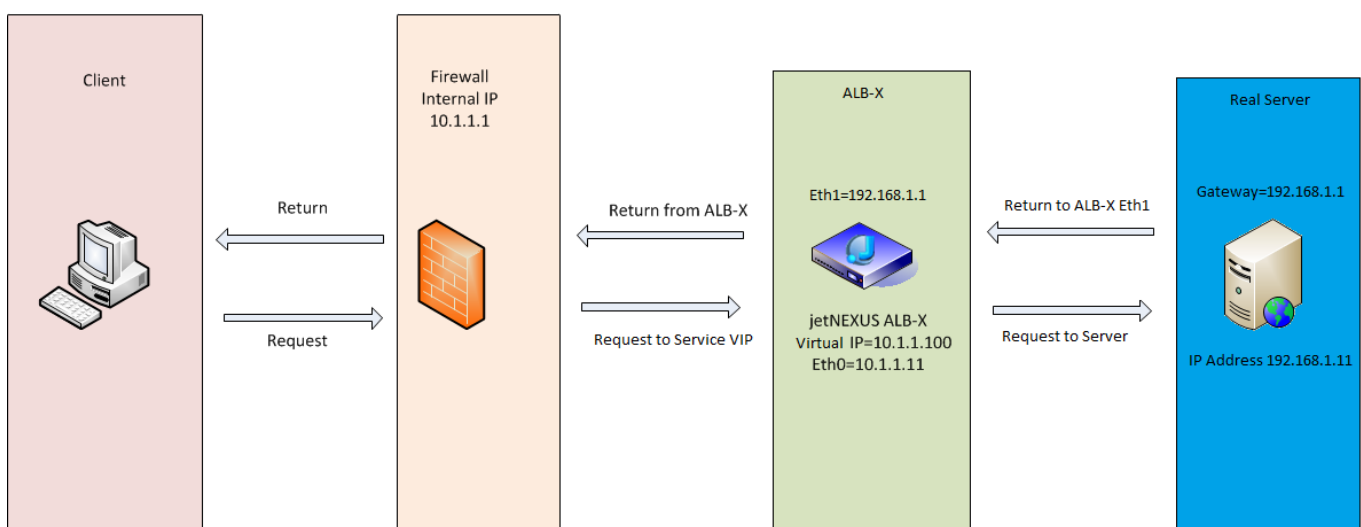 Client
Return
Request
Firewall
Internal IP
10.1.1.1
Return from ALB-X
Request to Service VIP
ALB-X
Eth1=192.168.1.1
jetNEXUS ALB-X
Virtual IP=10.1.1.100
Eth0=10.1.1.11
Return to ALB-X Eth1
Request to Server
Real Server
Gateway=192.168.1.1
IP Address 192.168.1.11